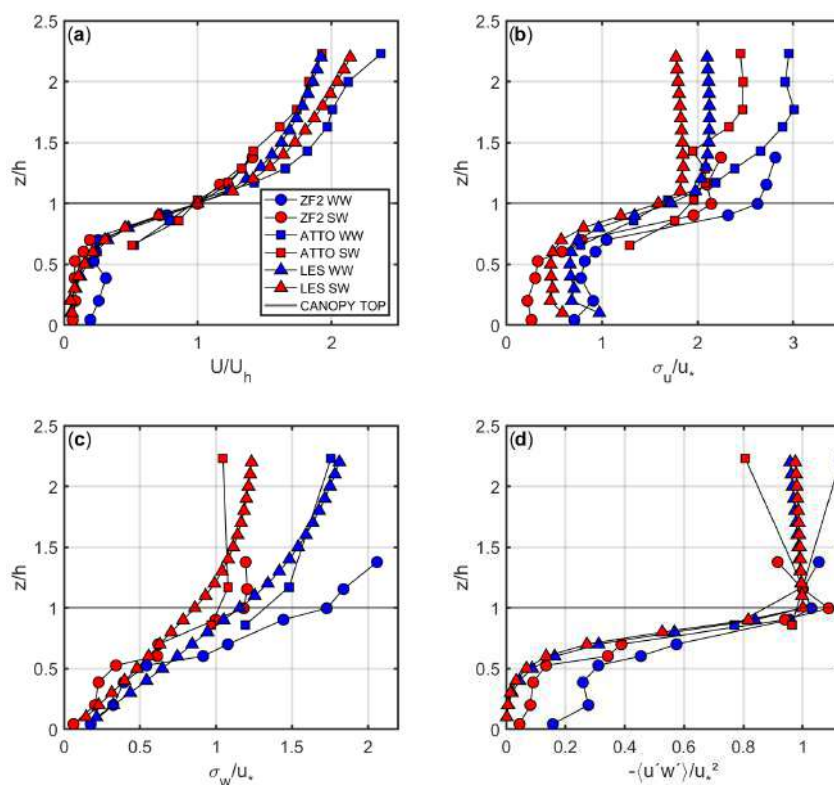 (a)
2.5
2
1.5
1
0.5
0
z/h
0 0.5 1 1.5 2
U/U_h
ZF2 WW
ZF2 SW
ATTO WW
ATTO SW
LES WW
LES SW
CANOPY TOP
(b)
2.5
2
1.5
1
0.5
0
z/h
0 1 2 3
σ_u/u_*
(c)
2.5
2
1.5
1
0.5
0
z/h
0 0.5 1 1.5 2
σ_w/u_*
(d)
2.5
2
1.5
1
0.5
0
z/h
0 0.2 0.4 0.6 0.8 1
-⟨u´w´⟩/u_*²